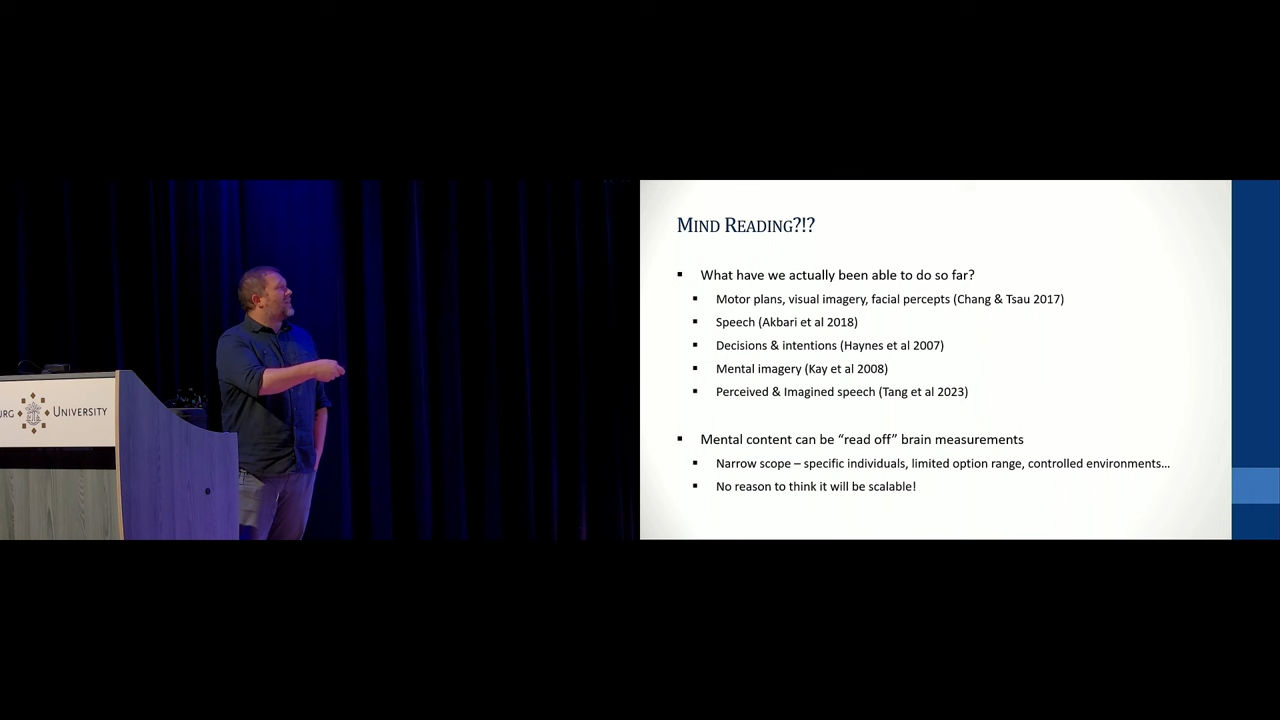 URG
UNIVERSITY
MIND READING?!?
▪ What have we actually been able to do so far?
▪ Motor plans, visual imagery, facial percepts (Chang & Tsau 2017)
▪ Speech (Akbari et al 2018)
▪ Decisions & intentions (Haynes et al 2007)
▪ Mental imagery (Kay et al 2008)
▪ Perceived & Imagined speech (Tang et al 2023)
▪ Mental content can be “read off” brain measurements
▪ Narrow scope – specific individuals, limited option range, controlled environments…
▪ No reason to think it will be scalable!